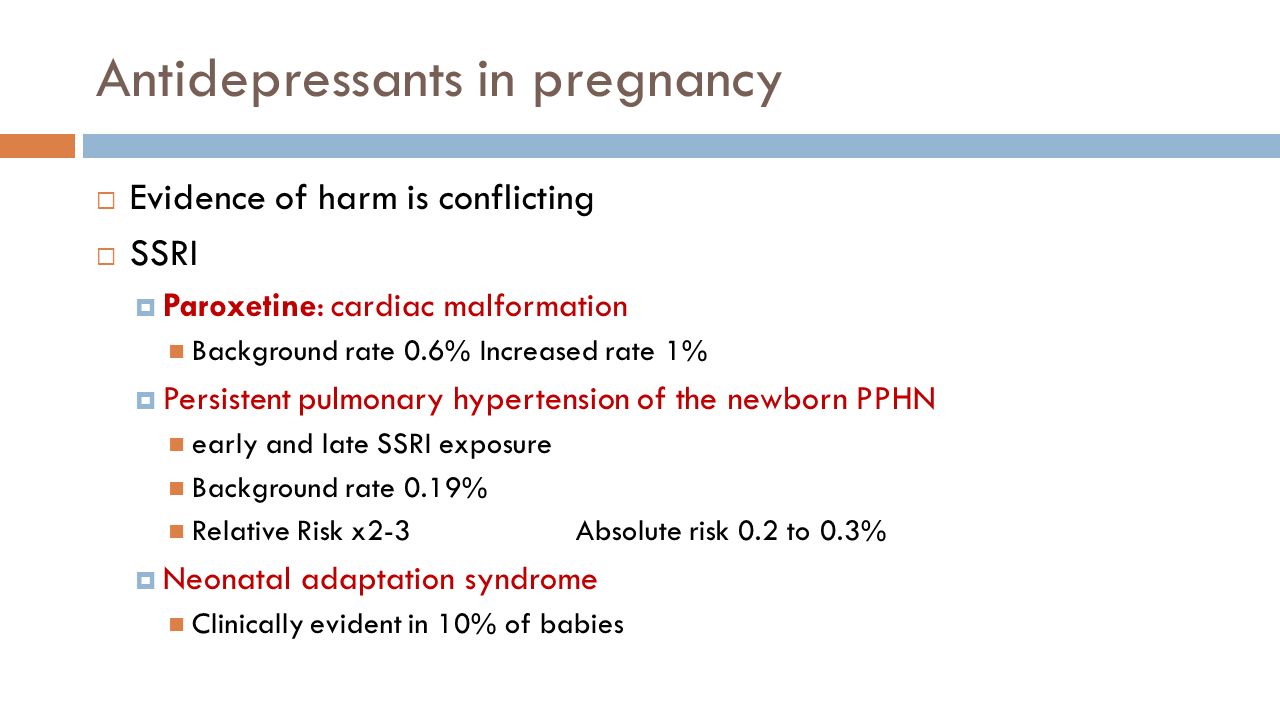 Antidepressants in pregnancy
Evidence of harm is conflicting
SSRI
Paroxetine: cardiac malformation
Background rate 0.6% Increased rate 1%
Persistent pulmonary hypertension of the newborn PPHN
early and late SSRI exposure
Background rate 0.19%
Relative Risk x2-3 Absolute risk 0.2 to 0.3%
Neonatal adaptation syndrome
Clinically evident in 10% of babies